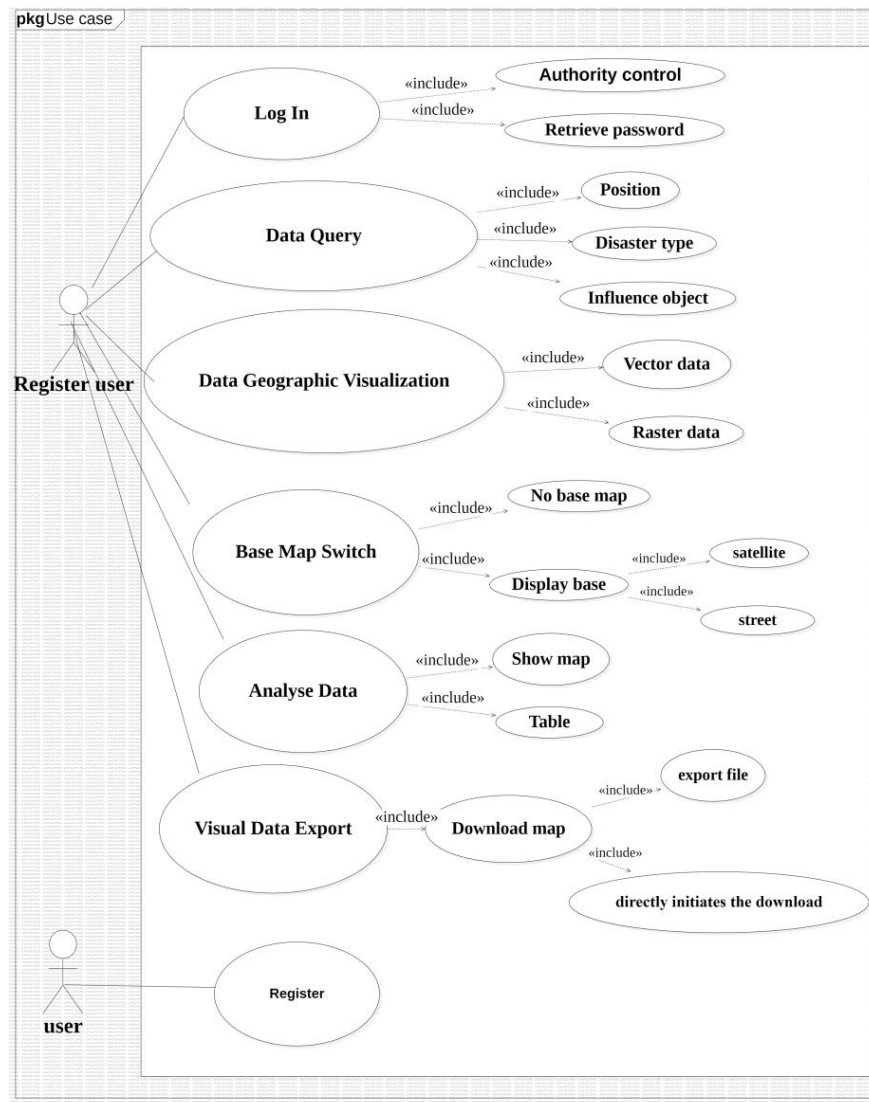 pkg Use case
«include»
Authority control
Log In
«include»
Retrieve password
«include»
Position
Data Query
«include»
Disaster type
«include»
Influence object
Register user
Data Geographic Visualization
«include»
Vector data
«include»
Raster data
Base Map Switch
«include»
No base map
«include»
Display base
«include»
satellite
«include»
street
Analyse Data
«include»
Show map
«include»
Table
Visual Data Export
«include»
Download map
«include»
export file
«include»
directly initiates the download
user
Register